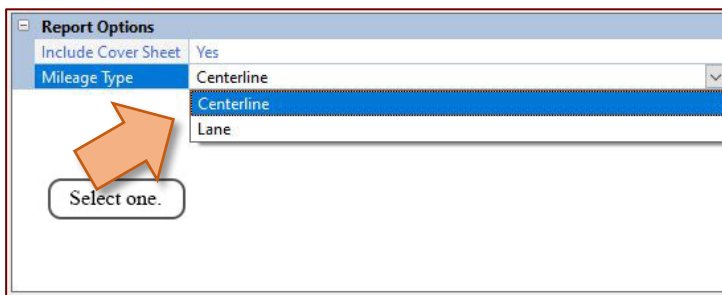 Report Options
Include Cover Sheet Yes
Mileage Type Centerline
Centerline
Lane
Select one.